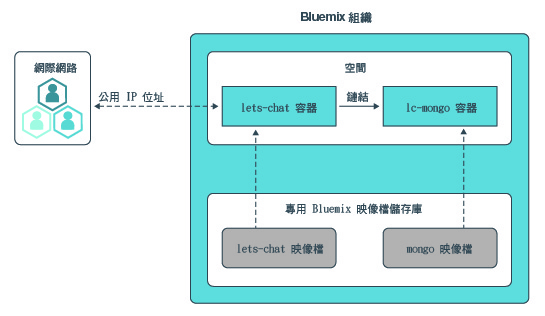 Bluemix 組織
網際網路
空間
公用 IP 位址
lets-chat 容器
鏈結
lc-mongo 容器
專用 Bluemix 映像檔儲存庫
lets-chat 映像檔
mongo 映像檔